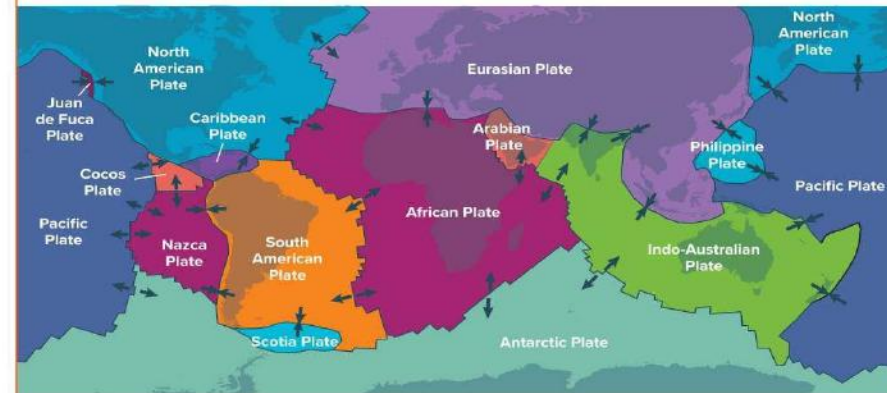 North
American
Plate
Juan
de Fuca
Plate
Caribbean
Plate
Cocos
Plate
Pacific
Plate
Nazca
Plate
South
American
Plate
Scotia Plate
African Plate
Eurasian Plate
Arabian
Plate
Indo-Australian
Plate
Antarctic Plate
Philippine
Plate
North
American
Plate
Pacific Plate